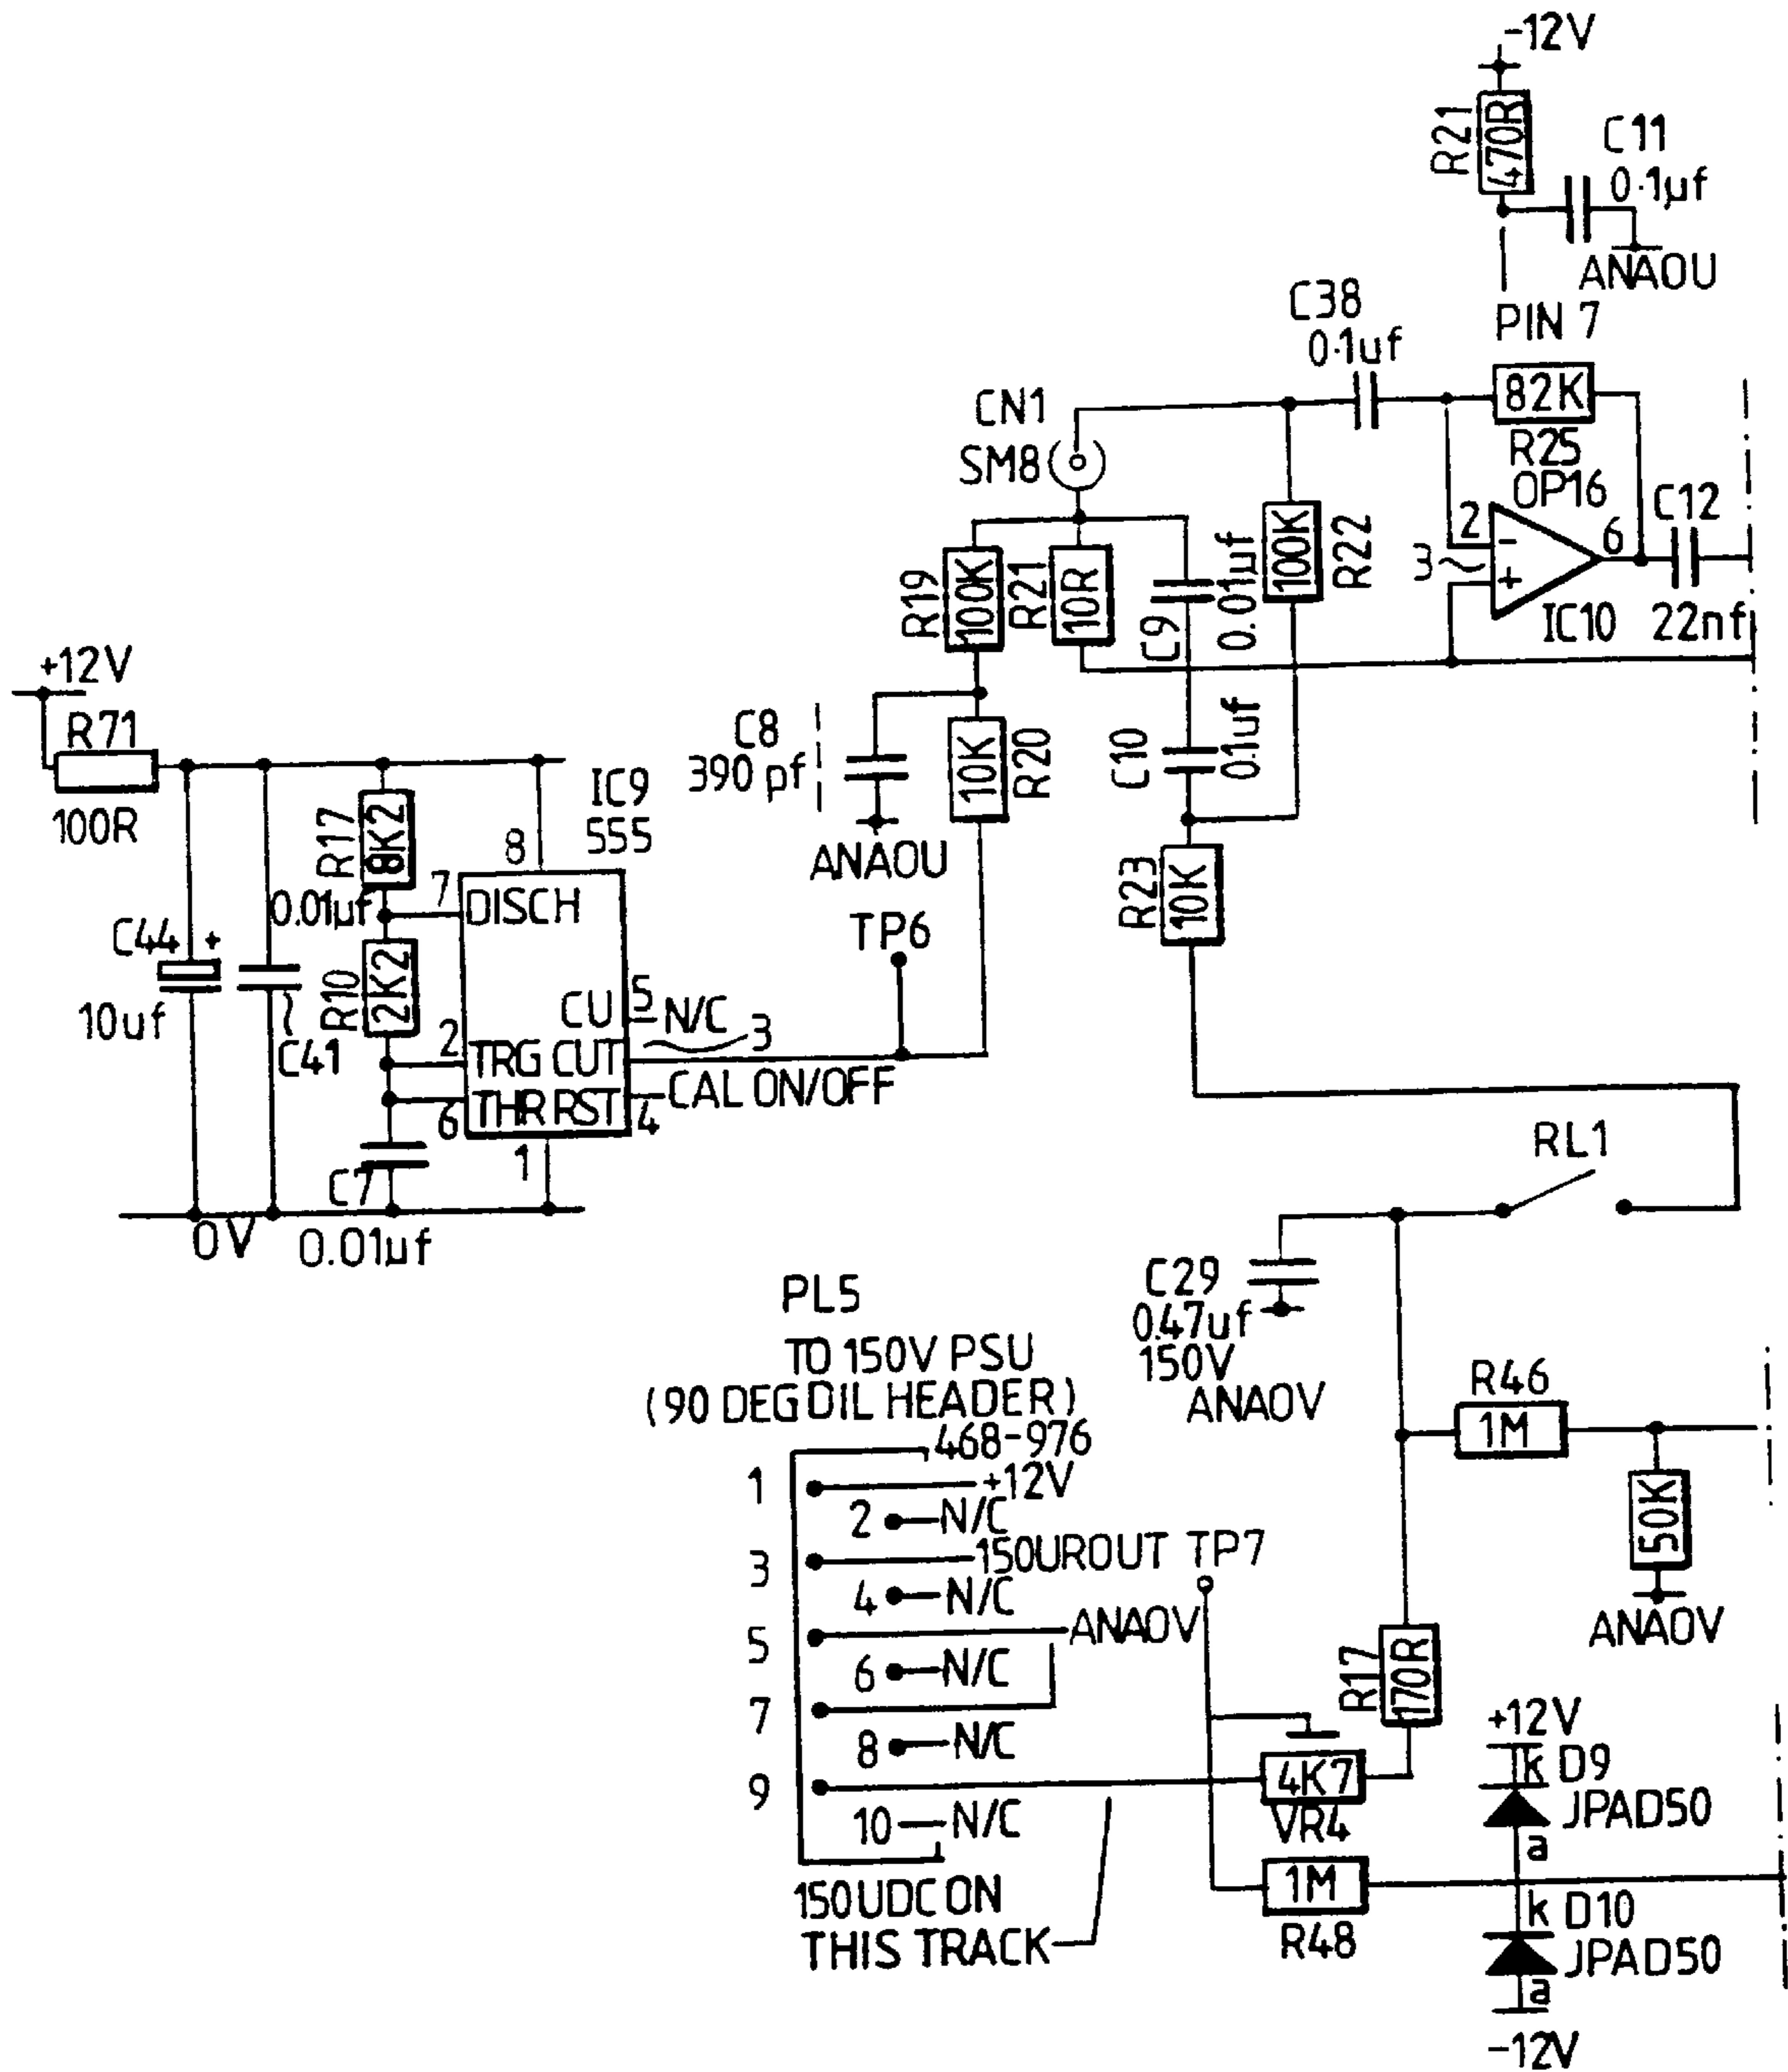 -12V
R21
470R
C11
0.1µf
ANAOU
PIN 7
C38
0.1uf
82K
R25
OP16
CN1
SM8
2
-
3
+
6
C12
IC10
22nf
R19
100K
R21
10R
C9
0.01uf
100K
R22
+12V
R71
100R
C8
390 pf
10K
R20
C10
0.1uf
ANAOU
IC9
555
R17
8K2
8
0.01µf
7
DISCH
C44
+
10uf
R10
2K2
C41
TP6
R23
10K
CU
5
N/C
2
TRG CUT
3
6
THR RST
4
CAL ON/OFF
1
C7
0V
0.01µf
RL1
C29
0.47uf
150V
ANAOV
PL5
TO 150V PSU
(90 DEG DIL HEADER)
468-976
1
+12V
2
N/C
3
150UROUT TP7
4
N/C
5
ANAOV
6
N/C
7
8
N/C
9
10
N/C
150UDC ON
THIS TRACK
R46
1M
50K
ANAOV
R17
170R
4K7
VR4
1M
R48
+12V
k D9
JPAD50
a
k D10
JPAD50
a
-12V